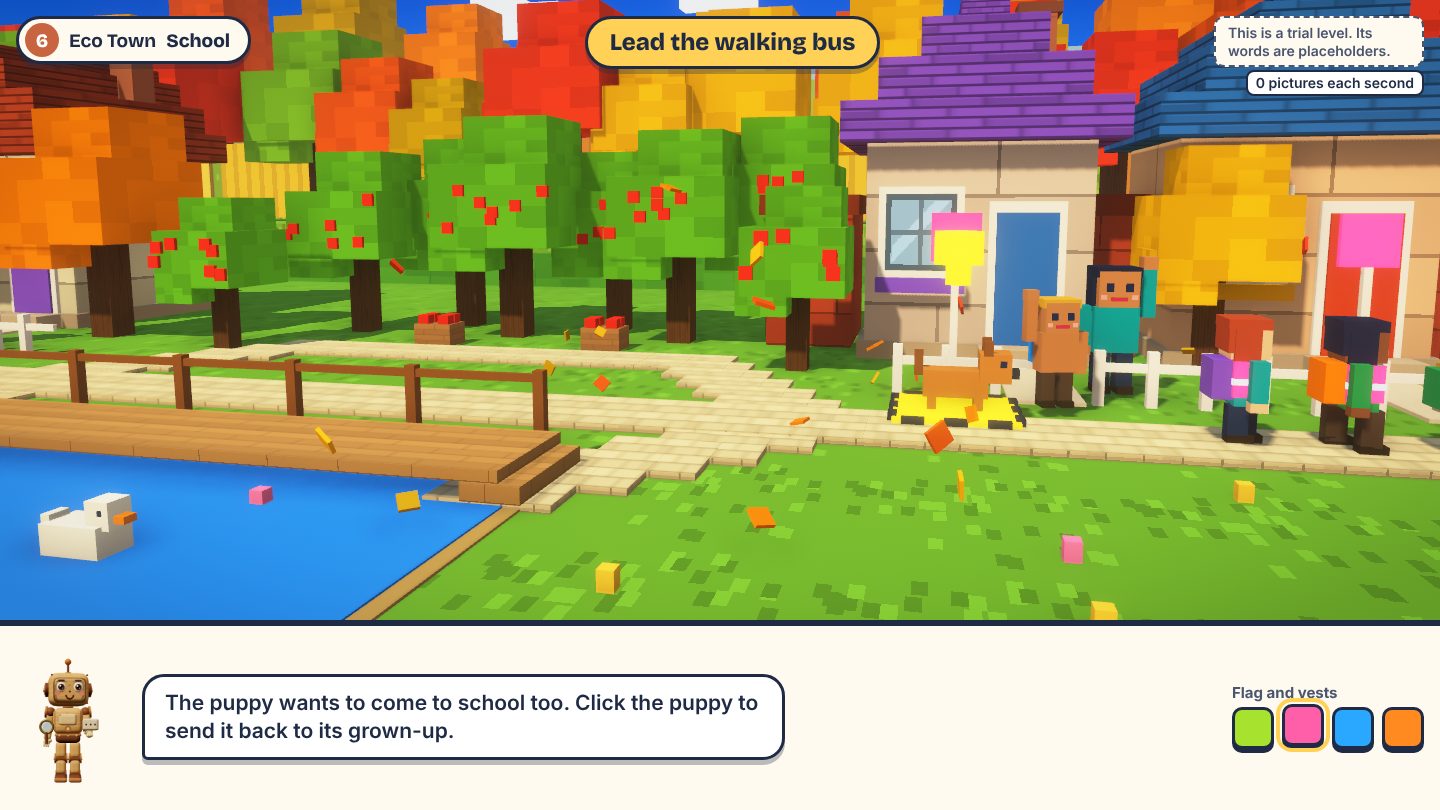 6 Eco Town School
Lead the walking bus
This is a trial level. Its
words are placeholders.
0 pictures each second
The puppy wants to come to school too. Click the puppy to
send it back to its grown-up.
Flag and vests